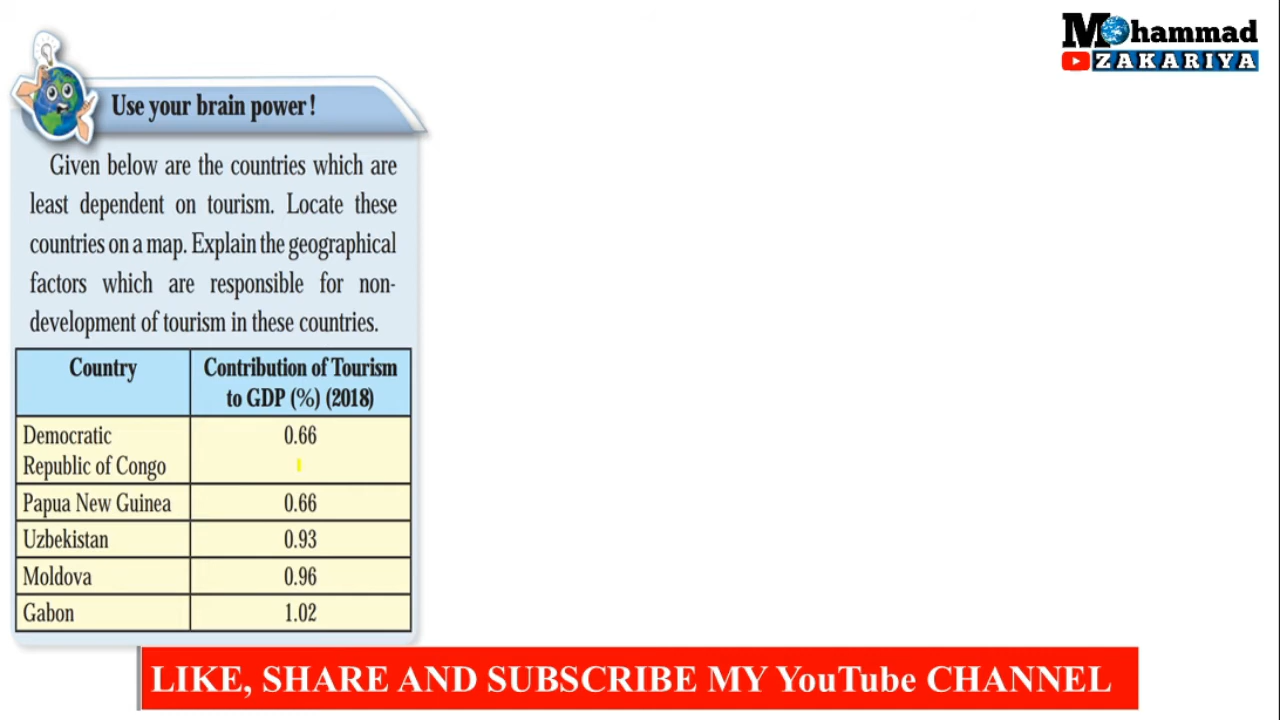 Mohammad
ZAKARIYA
Use your brain power!
Given below are the countries which are
least dependent on tourism. Locate these
countries on a map. Explain the geographical
factors which are responsible for non-
development of tourism in these countries.
Country
Contribution of Tourism
to GDP (%) (2018)
Democratic
Republic of Congo
0.66
Papua New Guinea 0.66
Uzbekistan 0.93
Moldova 0.96
Gabon 1.02
LIKE, SHARE AND SUBSCRIBE MY YouTube CHANNEL